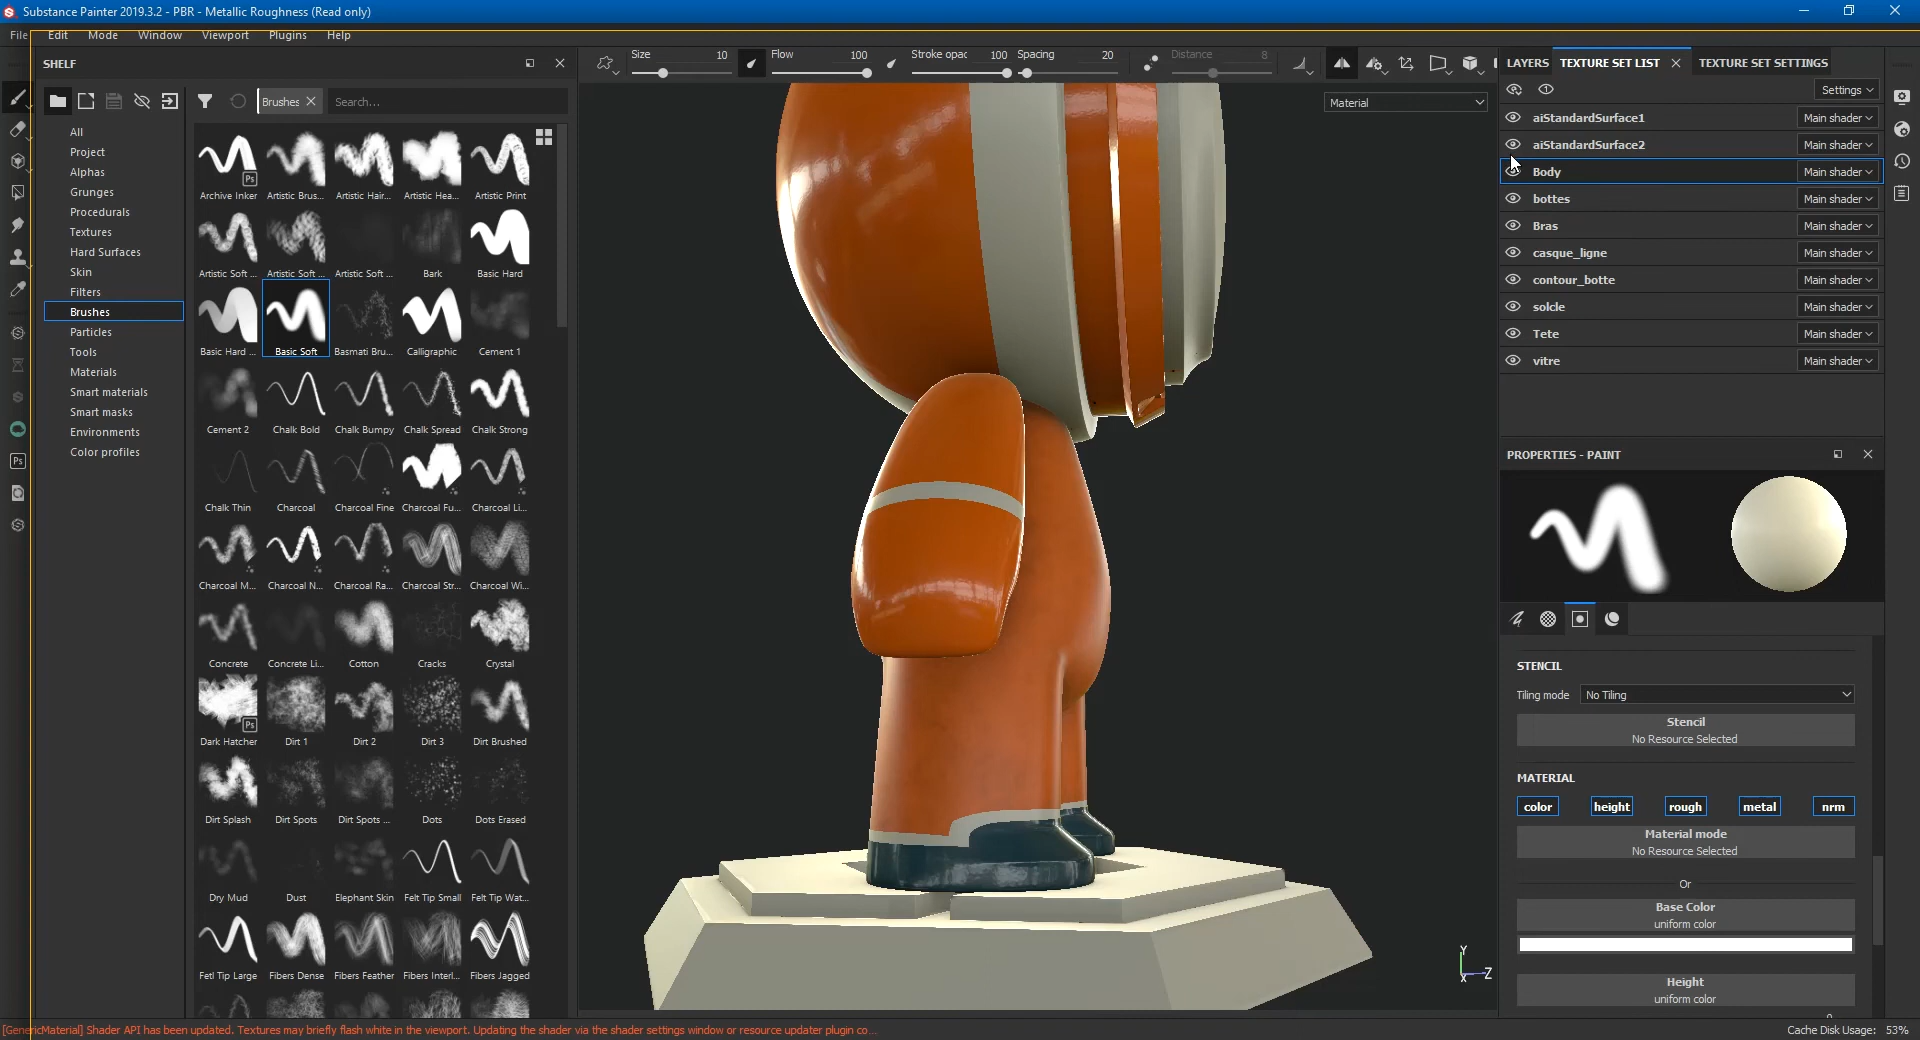 Substance Painter 2019.3.2 - PBR - Metallic Roughness (Read only)
File Edit Mode Window Viewport Plugins Help
SHELF
Size 10 Flow 100 Stroke opac 100 Spacing 20 Distance 8
LAYERS TEXTURE SET LIST TEXTURE SET SETTINGS
Brushes Search...
Material
Settings
All
Project
Alphas
Grunges
Procedurals
Textures
Hard Surfaces
Skin
Filters
Brushes
Particles
Tools
Materials
Smart materials
Smart masks
Environments
Color profiles
Ps
Archive Inker Artistic Brus... Artistic Hair... Artistic Hea... Artistic Print
Artistic Soft ... Artistic Soft ... Artistic Soft ... Bark Basic Hard
Basic Hard ... Basic Soft Basmati Bru... Calligraphic Cement 1
Cement 2 Chalk Bold Chalk Bumpy Chalk Spread Chalk Strong
Chalk Thin Charcoal Charcoal Fine Charcoal Fu... Charcoal Li...
Charcoal M... Charcoal N... Charcoal Ra... Charcoal Str... Charcoal Wi...
Concrete Concrete Li... Cotton Cracks Crystal
Ps
Dark Hatcher Dirt 1 Dirt 2 Dirt 3 Dirt Brushed
Dirt Splash Dirt Spots Dirt Spots ... Dots Dots Erased
Dry Mud Dust Elephant Skin Felt Tip Small Felt Tip Wat...
Fetl Tip Large Fibers Dense Fibers Feather Fibers Interl... Fibers Jagged
Ps
aiStandardSurface1 Main shader
aiStandardSurface2 Main shader
Body Main shader
bottes Main shader
Bras Main shader
casque_ligne Main shader
contour_botte Main shader
solcle Main shader
Tete Main shader
vitre Main shader
PROPERTIES - PAINT
STENCIL
Tiling mode No Tiling
Stencil
No Resource Selected
MATERIAL
color height rough metal nrm
Material mode
No Resource Selected
Or
Base Color
uniform color
Height
uniform color
Y
X Z
[GenericMaterial] Shader API has been updated. Textures may briefly flash white in the viewport. Updating the shader via the shader settings window or resource updater plugin co...
Cache Disk Usage: 53%